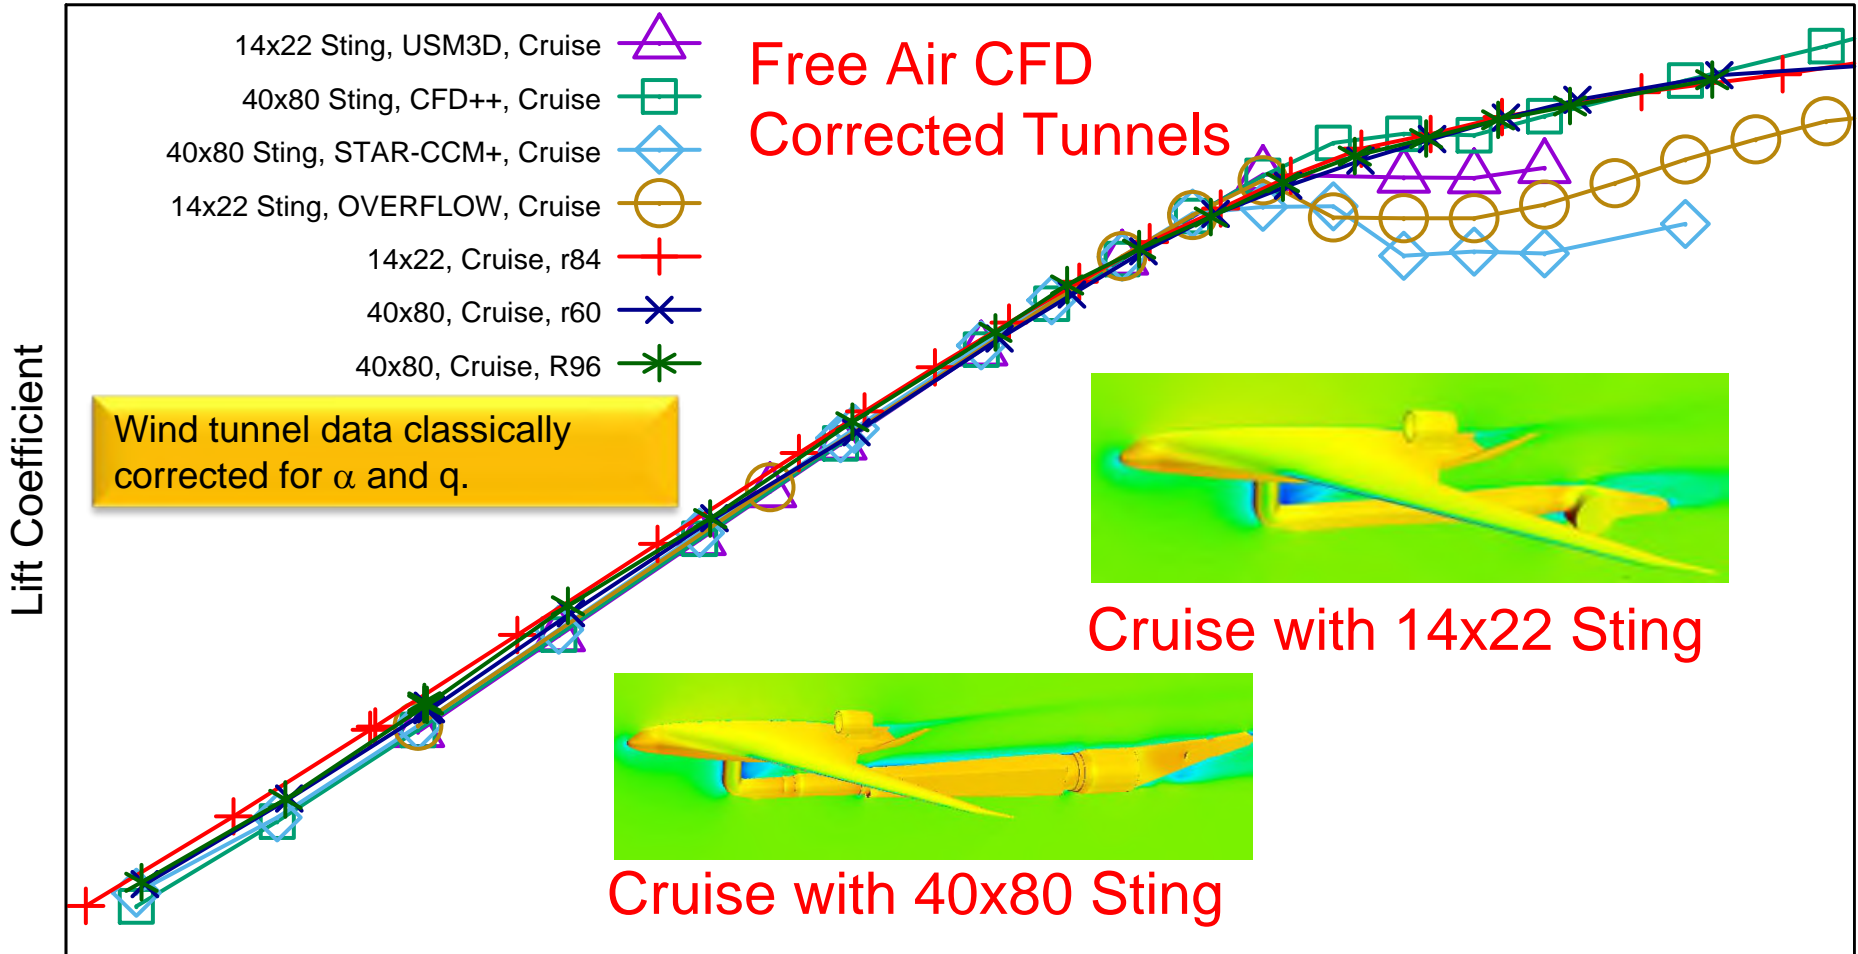 14x22 Sting, USM3D, Cruise
40x80 Sting, CFD++, Cruise
40x80 Sting, STAR-CCM+, Cruise
14x22 Sting, OVERFLOW, Cruise
14x22, Cruise, r84
40x80, Cruise, r60
40x80, Cruise, R96
Free Air CFD
Corrected Tunnels
Wind tunnel data classically
corrected for α and q.
Lift Coefficient
Cruise with 14x22 Sting
Cruise with 40x80 Sting